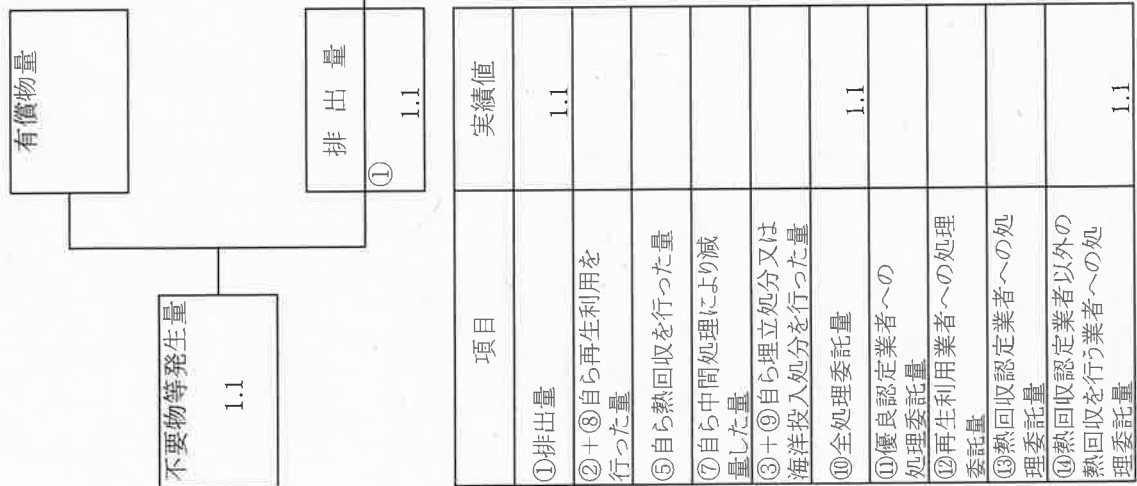 有償物量
不要物等発生量
1.1
排出量
①
1.1
項目
実績値
①排出量
1.1
②+⑧自ら再生利用を
行った量
⑤自ら熱回収を行った量
⑦自ら中間処理により減
量した量
③+⑨自ら埋立処分又は
海洋投入処分を行った量
⑩全処理委託量
1.1
⑪優良認定業者への
処理委託量
⑫再生利用業者への処理
委託量
⑬熱回収認定業者への処
理委託量
⑭熱回収認定業者以外の
熱回収を行う業者への処
理委託量
1.1